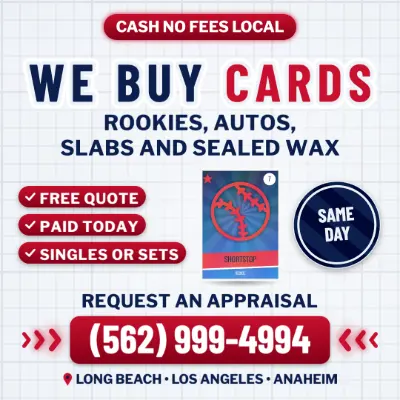 CASH NO FEES LOCAL
WE BUY CARDS
ROOKIES, AUTOS,
SLABS AND SEALED WAX
FREE QUOTE
PAID TODAY
SINGLES OR SETS
T
SHORTSTOP
SAME
DAY
REQUEST AN APPRAISAL
(562) 999-4994
LONG BEACH • LOS ANGELES • ANAHEIM